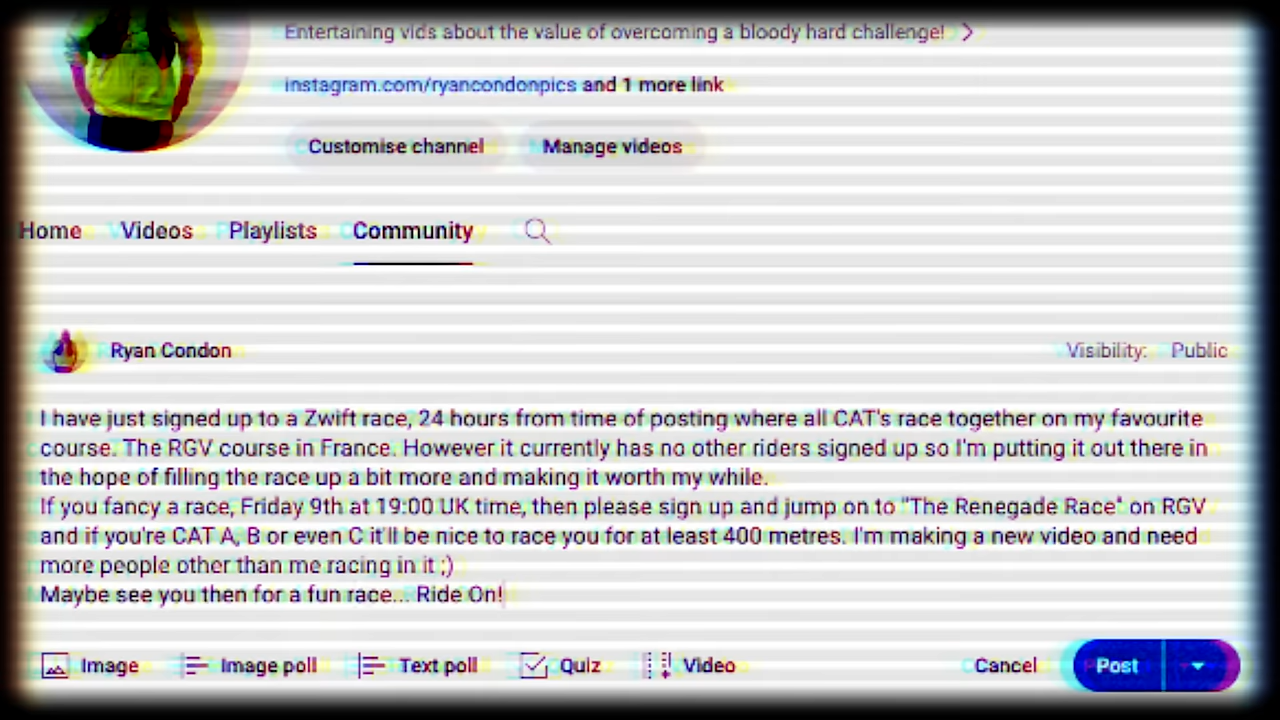 Entertaining vids about the value of overcoming a bloody hard challenge!
instagram.com/ryancondonpics and 1 more link
Customise channel Manage videos
Home Videos Playlists Community
Ryan Condon Visibility: Public
I have just signed up to a Zwift race, 24 hours from time of posting where all CAT's race together on my favourite
course. The RGV course in France. However it currently has no other riders signed up so I'm putting it out there in
the hope of filling the race up a bit more and making it worth my while.
If you fancy a race, Friday 9th at 19:00 UK time, then please sign up and jump on to "The Renegade Race" on RGV
and if you're CAT A, B or even C it'll be nice to race you for at least 400 metres. I'm making a new video and need
more people other than me racing in it ;)
Maybe see you then for a fun race... Ride On!
Image Image poll Text poll Quiz Video Cancel Post